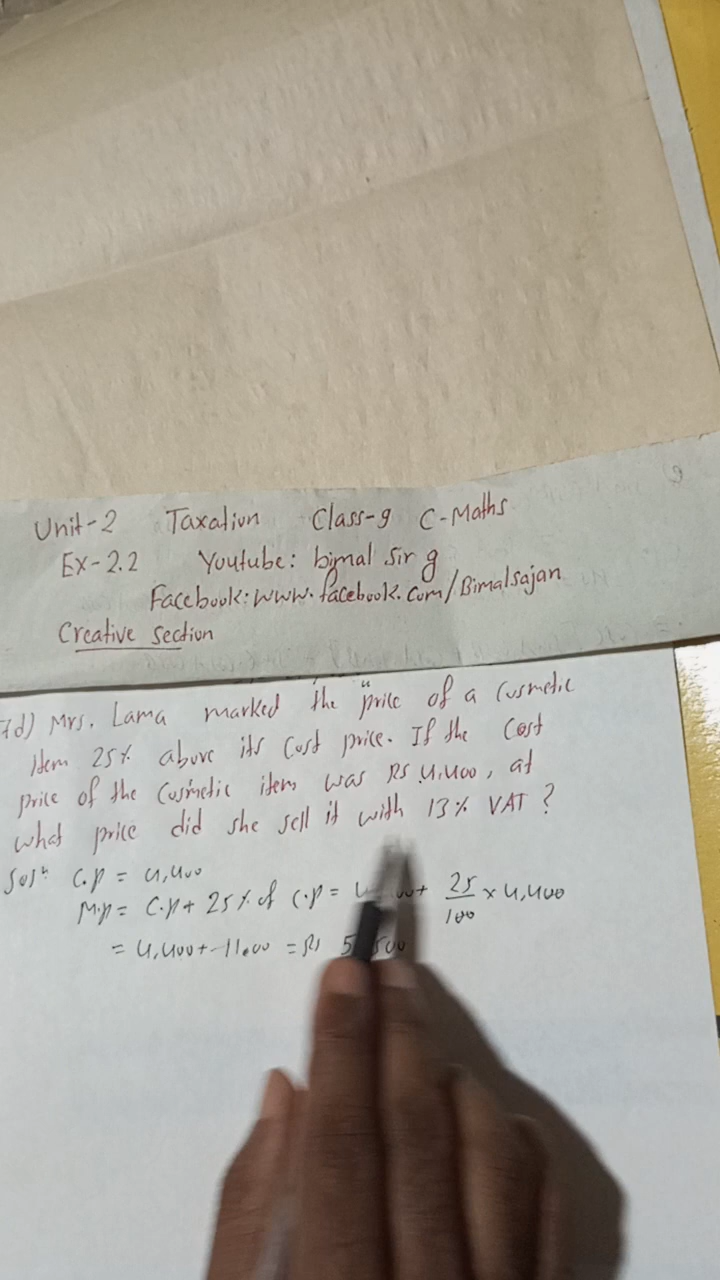 Unit-2 Taxation Class-9 C-Maths
Ex-2.2 Youtube: bimal sir g
Facebook: www.facebook.com/Bimalsajan
Creative section
7d) Mrs. Lama marked the price of a cosmetic
item 25% above its cost price. If the cost
price of the cosmetic item was Rs 4,400, at
what price did she sell it with 13% VAT?
Solⁿ C.P = 4,400
M.P = C.P + 25% of C.P = + 25/100 × 4,400
= 4,400 + 1100 = Rs